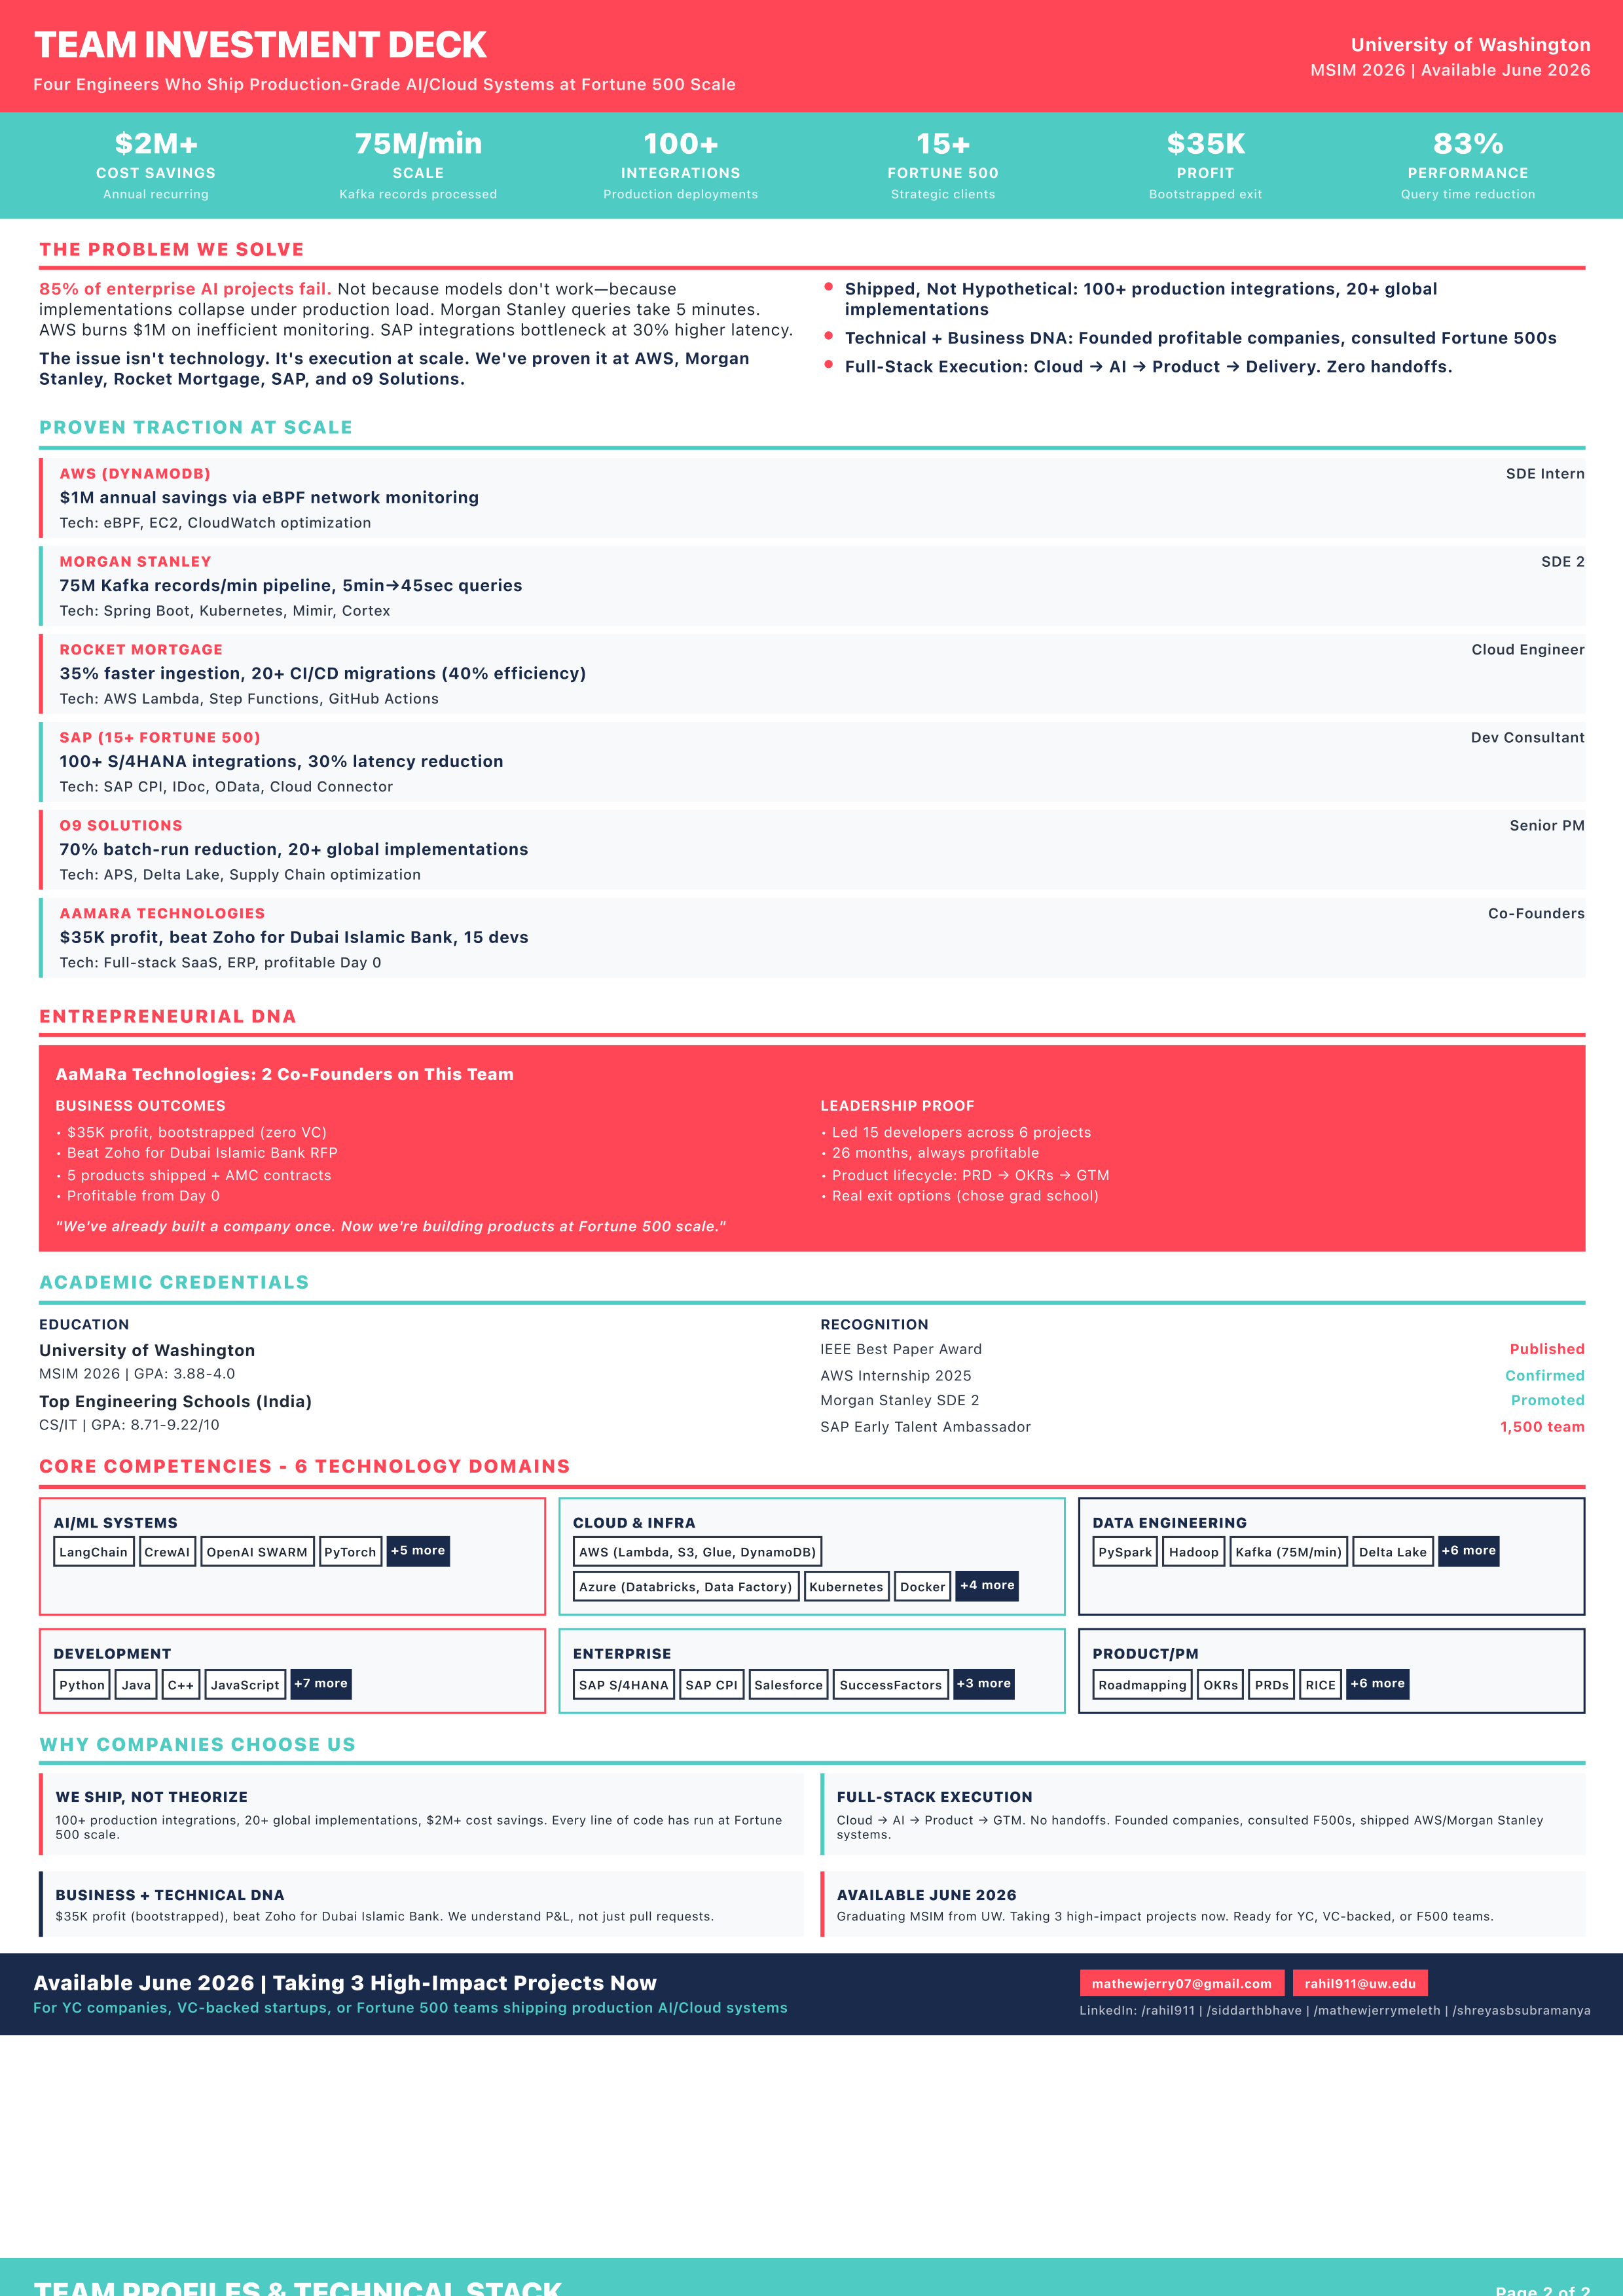 TEAM INVESTMENT DECK
Four Engineers Who Ship Production-Grade AI/Cloud Systems at Fortune 500 Scale
University of Washington
MSIM 2026 | Available June 2026
$2M+
COST SAVINGS
Annual recurring
75M/min
SCALE
Kafka records processed
100+
INTEGRATIONS
Production deployments
15+
FORTUNE 500
Strategic clients
$35K
PROFIT
Bootstrapped exit
83%
PERFORMANCE
Query time reduction
THE PROBLEM WE SOLVE
85% of enterprise AI projects fail. Not because models don't work—because
implementations collapse under production load. Morgan Stanley queries take 5 minutes.
AWS burns $1M on inefficient monitoring. SAP integrations bottleneck at 30% higher latency.
The issue isn't technology. It's execution at scale. We've proven it at AWS, Morgan
Stanley, Rocket Mortgage, SAP, and o9 Solutions.
• Shipped, Not Hypothetical: 100+ production integrations, 20+ global
implementations
• Technical + Business DNA: Founded profitable companies, consulted Fortune 500s
• Full-Stack Execution: Cloud → AI → Product → Delivery. Zero handoffs.
PROVEN TRACTION AT SCALE
AWS (DYNAMODB)
SDE Intern
$1M annual savings via eBPF network monitoring
Tech: eBPF, EC2, CloudWatch optimization
MORGAN STANLEY
SDE 2
75M Kafka records/min pipeline, 5min→45sec queries
Tech: Spring Boot, Kubernetes, Mimir, Cortex
ROCKET MORTGAGE
Cloud Engineer
35% faster ingestion, 20+ CI/CD migrations (40% efficiency)
Tech: AWS Lambda, Step Functions, GitHub Actions
SAP (15+ FORTUNE 500)
Dev Consultant
100+ S/4HANA integrations, 30% latency reduction
Tech: SAP CPI, IDoc, OData, Cloud Connector
O9 SOLUTIONS
Senior PM
70% batch-run reduction, 20+ global implementations
Tech: APS, Delta Lake, Supply Chain optimization
AAMARA TECHNOLOGIES
Co-Founders
$35K profit, beat Zoho for Dubai Islamic Bank, 15 devs
Tech: Full-stack SaaS, ERP, profitable Day 0
ENTREPRENEURIAL DNA
AaMaRa Technologies: 2 Co-Founders on This Team
BUSINESS OUTCOMES
• $35K profit, bootstrapped (zero VC)
• Beat Zoho for Dubai Islamic Bank RFP
• 5 products shipped + AMC contracts
• Profitable from Day 0
LEADERSHIP PROOF
• Led 15 developers across 6 projects
• 26 months, always profitable
• Product lifecycle: PRD → OKRs → GTM
• Real exit options (chose grad school)
"We've already built a company once. Now we're building products at Fortune 500 scale."
ACADEMIC CREDENTIALS
EDUCATION
University of Washington
MSIM 2026 | GPA: 3.88-4.0
Top Engineering Schools (India)
CS/IT | GPA: 8.71-9.22/10
RECOGNITION
IEEE Best Paper Award Published
AWS Internship 2025 Confirmed
Morgan Stanley SDE 2 Promoted
SAP Early Talent Ambassador 1,500 team
CORE COMPETENCIES - 6 TECHNOLOGY DOMAINS
AI/ML SYSTEMS
LangChain CrewAI OpenAI SWARM PyTorch +5 more
CLOUD & INFRA
AWS (Lambda, S3, Glue, DynamoDB)
Azure (Databricks, Data Factory) Kubernetes Docker +4 more
DATA ENGINEERING
PySpark Hadoop Kafka (75M/min) Delta Lake +6 more
DEVELOPMENT
Python Java C++ JavaScript +7 more
ENTERPRISE
SAP S/4HANA SAP CPI Salesforce SuccessFactors +3 more
PRODUCT/PM
Roadmapping OKRs PRDs RICE +6 more
WHY COMPANIES CHOOSE US
WE SHIP, NOT THEORIZE
100+ production integrations, 20+ global implementations, $2M+ cost savings. Every line of code has run at Fortune
500 scale.
FULL-STACK EXECUTION
Cloud → AI → Product → GTM. No handoffs. Founded companies, consulted F500s, shipped AWS/Morgan Stanley
systems.
BUSINESS + TECHNICAL DNA
$35K profit (bootstrapped), beat Zoho for Dubai Islamic Bank. We understand P&L, not just pull requests.
AVAILABLE JUNE 2026
Graduating MSIM from UW. Taking 3 high-impact projects now. Ready for YC, VC-backed, or F500 teams.
Available June 2026 | Taking 3 High-Impact Projects Now
For YC companies, VC-backed startups, or Fortune 500 teams shipping production AI/Cloud systems
mathewjerry07@gmail.com rahil911@uw.edu
LinkedIn: /rahil911 | /siddarthbhave | /mathewjerrymeleth | /shreyasbsubramanya
TEAM PROFILES & TECHNICAL STACK
Page 2 of 2